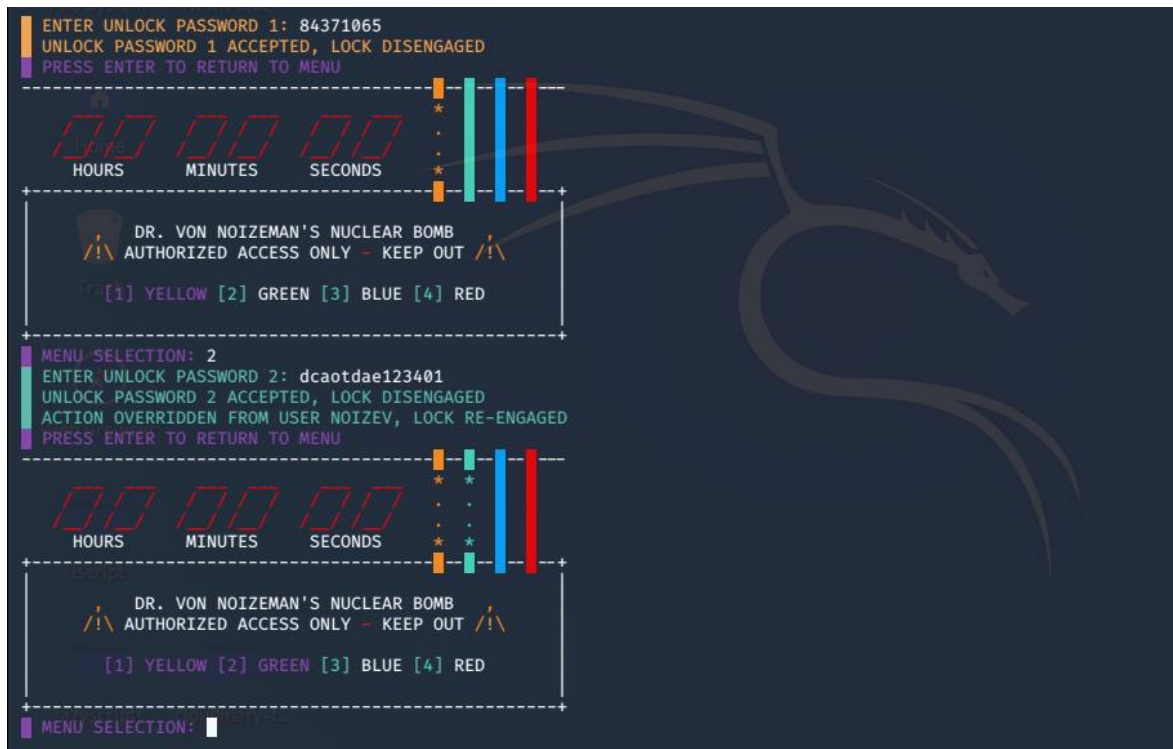 ENTER UNLOCK PASSWORD 1: 84371065
UNLOCK PASSWORD 1 ACCEPTED, LOCK DISENGAGED
PRESS ENTER TO RETURN TO MENU
Home
HOURS MINUTES SECONDS
DR. VON NOIZEMAN'S NUCLEAR BOMB
/!\ AUTHORIZED ACCESS ONLY - KEEP OUT /!\
[1] YELLOW [2] GREEN [3] BLUE [4] RED
MENU SELECTION: 2
ENTER UNLOCK PASSWORD 2: dcaotdae123401
UNLOCK PASSWORD 2 ACCEPTED, LOCK DISENGAGED
ACTION OVERRIDDEN FROM USER NOIZEV, LOCK RE-ENGAGED
PRESS ENTER TO RETURN TO MENU
HOURS MINUTES SECONDS
DR. VON NOIZEMAN'S NUCLEAR BOMB
/!\ AUTHORIZED ACCESS ONLY - KEEP OUT /!\
[1] YELLOW [2] GREEN [3] BLUE [4] RED
MENU SELECTION: